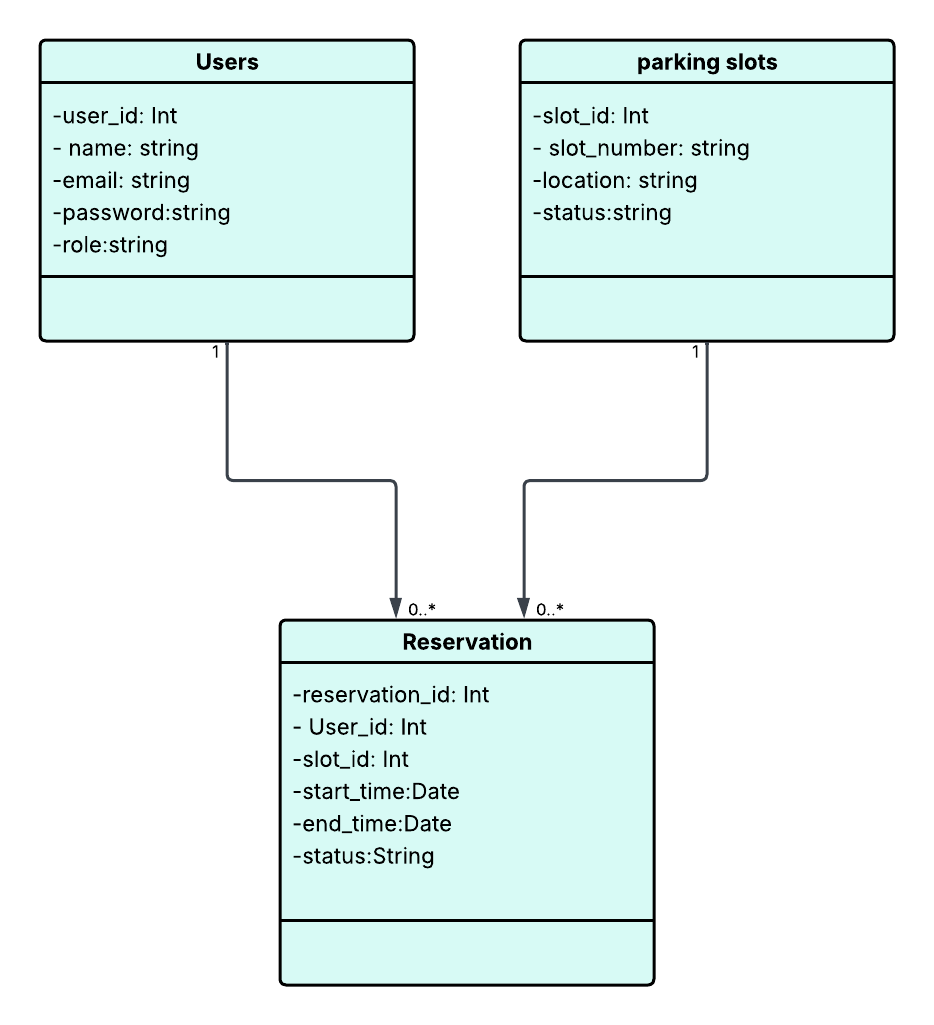 Users
-user_id: Int
- name: string
-email: string
-password:string
-role:string
1
parking slots
-slot_id: Int
- slot_number: string
-location: string
-status:string
1
0..*
0..*
Reservation
-reservation_id: Int
- User_id: Int
-slot_id: Int
-start_time:Date
-end_time:Date
-status:String